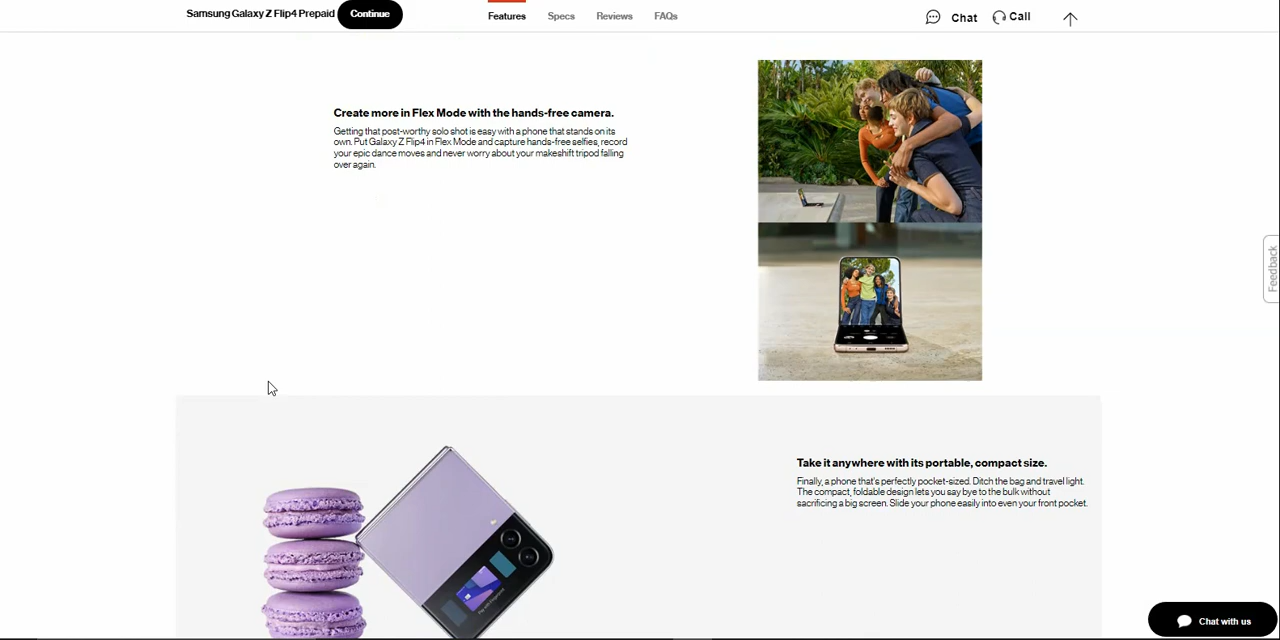 Samsung Galaxy Z Flip4 Prepaid
Continue
Features
Specs
Reviews
FAQs
Chat
Call
Create more in Flex Mode with the hands-free camera.
Getting that post-worthy solo shot is easy with a phone that stands on its
own. Put Galaxy Z Flip4 in Flex Mode and capture hands-free selfies, record
your epic dance moves and never worry about your makeshift tripod falling
over again.
Feedback
Take it anywhere with its portable, compact size.
Finally, a phone that's perfectly pocket-sized. Ditch the bag and travel light.
The compact, foldable design lets you say bye to the bulk without
sacrificing a big screen. Slide your phone easily into even your front pocket.
Chat with us